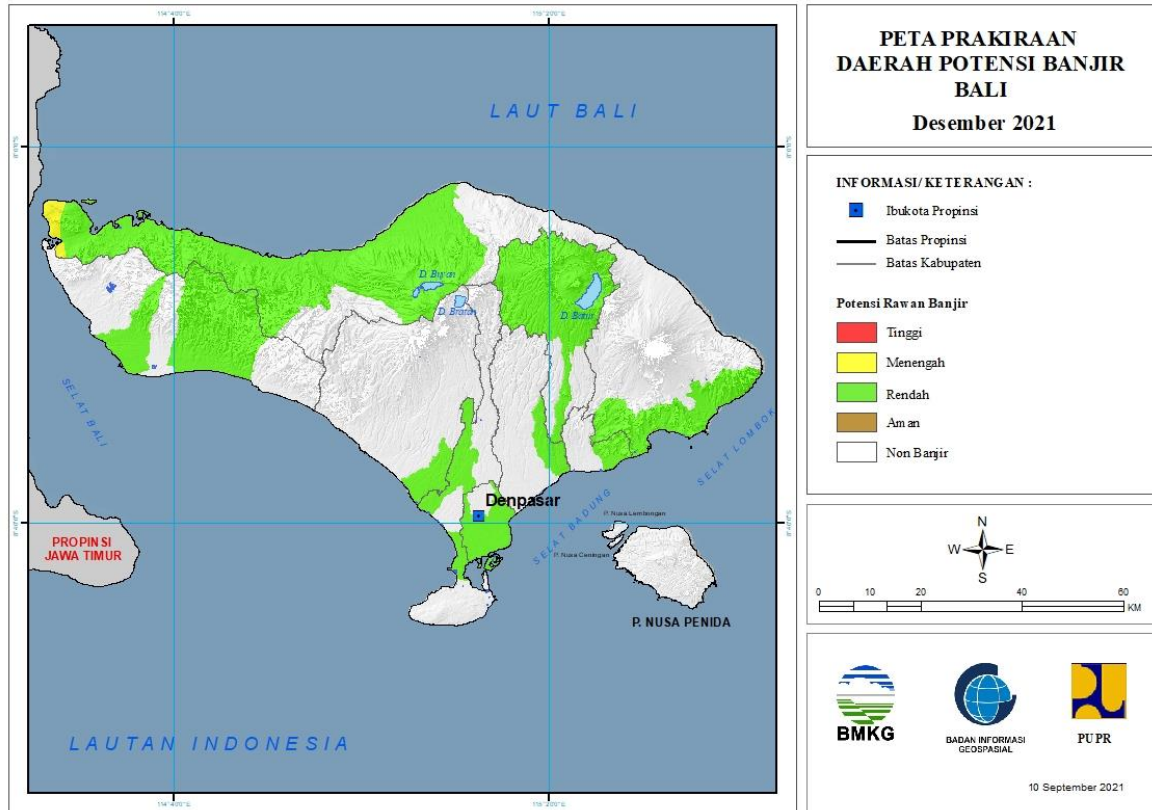 PETA PRAKIRAAN
DAERAH POTENSI BANJIR
BALI
Desember 2021
INFORMASI/ KETERANGAN :
Ibukota Propinsi
Batas Propinsi
Batas Kabupaten
Potensi Rawan Banjir
Tinggi
Menengah
Rendah
Aman
Non Banjir
N
W E
S
0 10 20 40 60
KM
BMKG
BADAN INFORMASI
GEOSPASIAL
PUPR
10 September 2021
LAUT BALI
D. Buyan
D. Bratan
D. Batur
SELAT BALI
SELAT LOMBOK
Denpasar
SELAT BADUNG
P. Nusa Lembongan
P. Nusa Ceningan
PROPINSI
JAWA TIMUR
P. NUSA PENIDA
LAUTAN INDONESIA